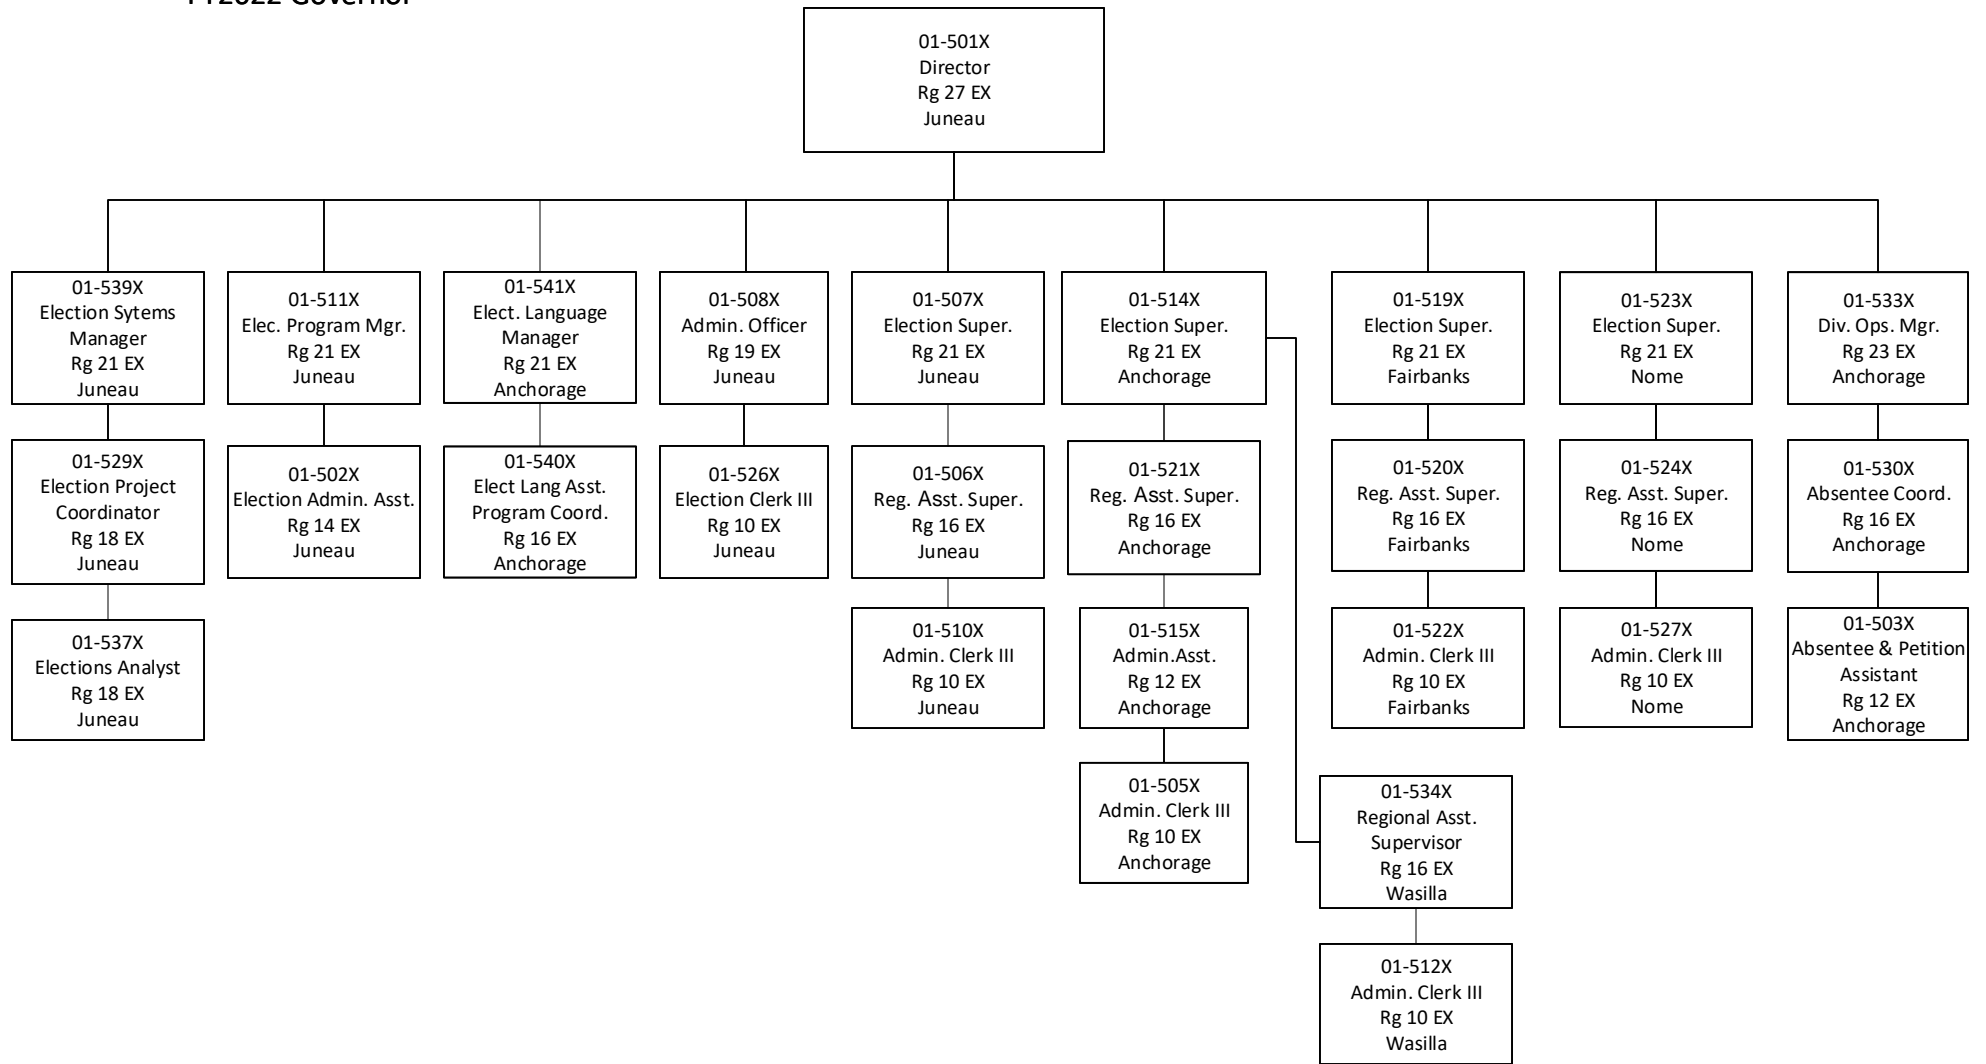 FY2022 Governor
01-501X
Director
Rg 27 EX
Juneau
01-539X
Election Sytems
Manager
Rg 21 EX
Juneau
01-511X
Elec. Program Mgr.
Rg 21 EX
Juneau
01-541X
Elect. Language
Manager
Rg 21 EX
Anchorage
01-508X
Admin. Officer
Rg 19 EX
Juneau
01-507X
Election Super.
Rg 21 EX
Juneau
01-514X
Election Super.
Rg 21 EX
Anchorage
01-519X
Election Super.
Rg 21 EX
Fairbanks
01-523X
Election Super.
Rg 21 EX
Nome
01-533X
Div. Ops. Mgr.
Rg 23 EX
Anchorage
01-529X
Election Project
Coordinator
Rg 18 EX
Juneau
01-502X
Election Admin. Asst.
Rg 14 EX
Juneau
01-540X
Elect Lang Asst.
Program Coord.
Rg 16 EX
Anchorage
01-526X
Election Clerk III
Rg 10 EX
Juneau
01-506X
Reg. Asst. Super.
Rg 16 EX
Juneau
01-521X
Reg. Asst. Super.
Rg 16 EX
Anchorage
01-520X
Reg. Asst. Super.
Rg 16 EX
Fairbanks
01-524X
Reg. Asst. Super.
Rg 16 EX
Nome
01-530X
Absentee Coord.
Rg 16 EX
Anchorage
01-537X
Elections Analyst
Rg 18 EX
Juneau
01-510X
Admin. Clerk III
Rg 10 EX
Juneau
01-515X
Admin.Asst.
Rg 12 EX
Anchorage
01-522X
Admin. Clerk III
Rg 10 EX
Fairbanks
01-527X
Admin. Clerk III
Rg 10 EX
Nome
01-503X
Absentee & Petition
Assistant
Rg 12 EX
Anchorage
01-505X
Admin. Clerk III
Rg 10 EX
Anchorage
01-534X
Regional Asst.
Supervisor
Rg 16 EX
Wasilla
01-512X
Admin. Clerk III
Rg 10 EX
Wasilla